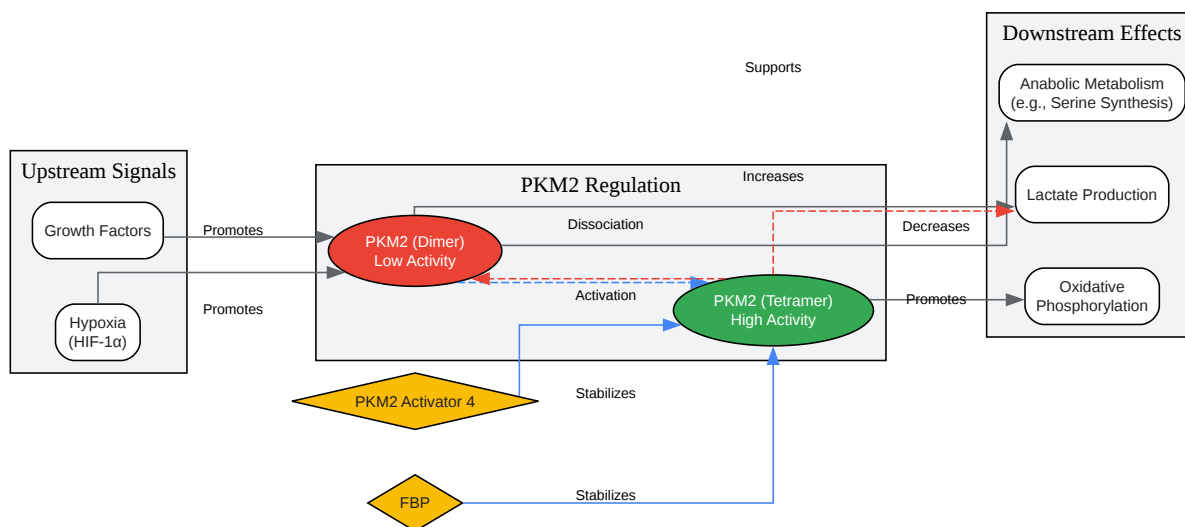 Downstream Effects
Supports
Anabolic Metabolism
(e.g., Serine Synthesis)
Upstream Signals
PKM2 Regulation
Increases
Lactate Production
Growth Factors
Promotes
Dissociation
Decreases
PKM2 (Dimer)
Low Activity
Oxidative
Phosphorylation
Activation
Promotes
Promotes
PKM2 (Tetramer)
High Activity
Hypoxia
(HIF-1α)
PKM2 Activator 4
Stabilizes
FBP
Stabilizes